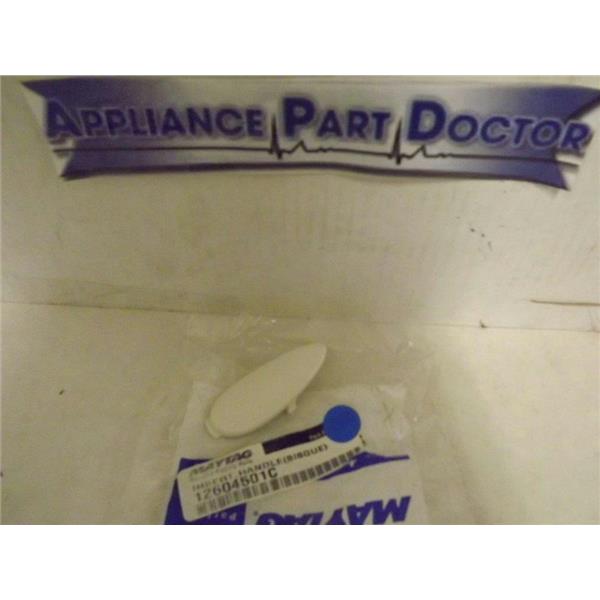 APPLIANCE PART DOCTOR
MAYTAG
INSERT, HANDLE(BISQUE)
12604501C
MAYTAG